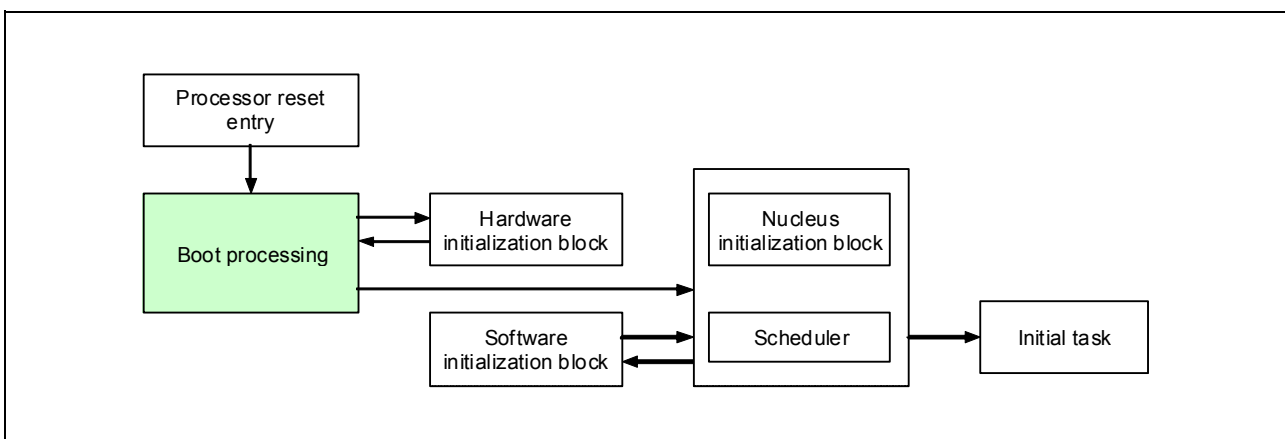 Processor reset
entry
Boot processing
Hardware
initialization block
Nucleus
initialization block
Software
initialization block
Scheduler
Initial task